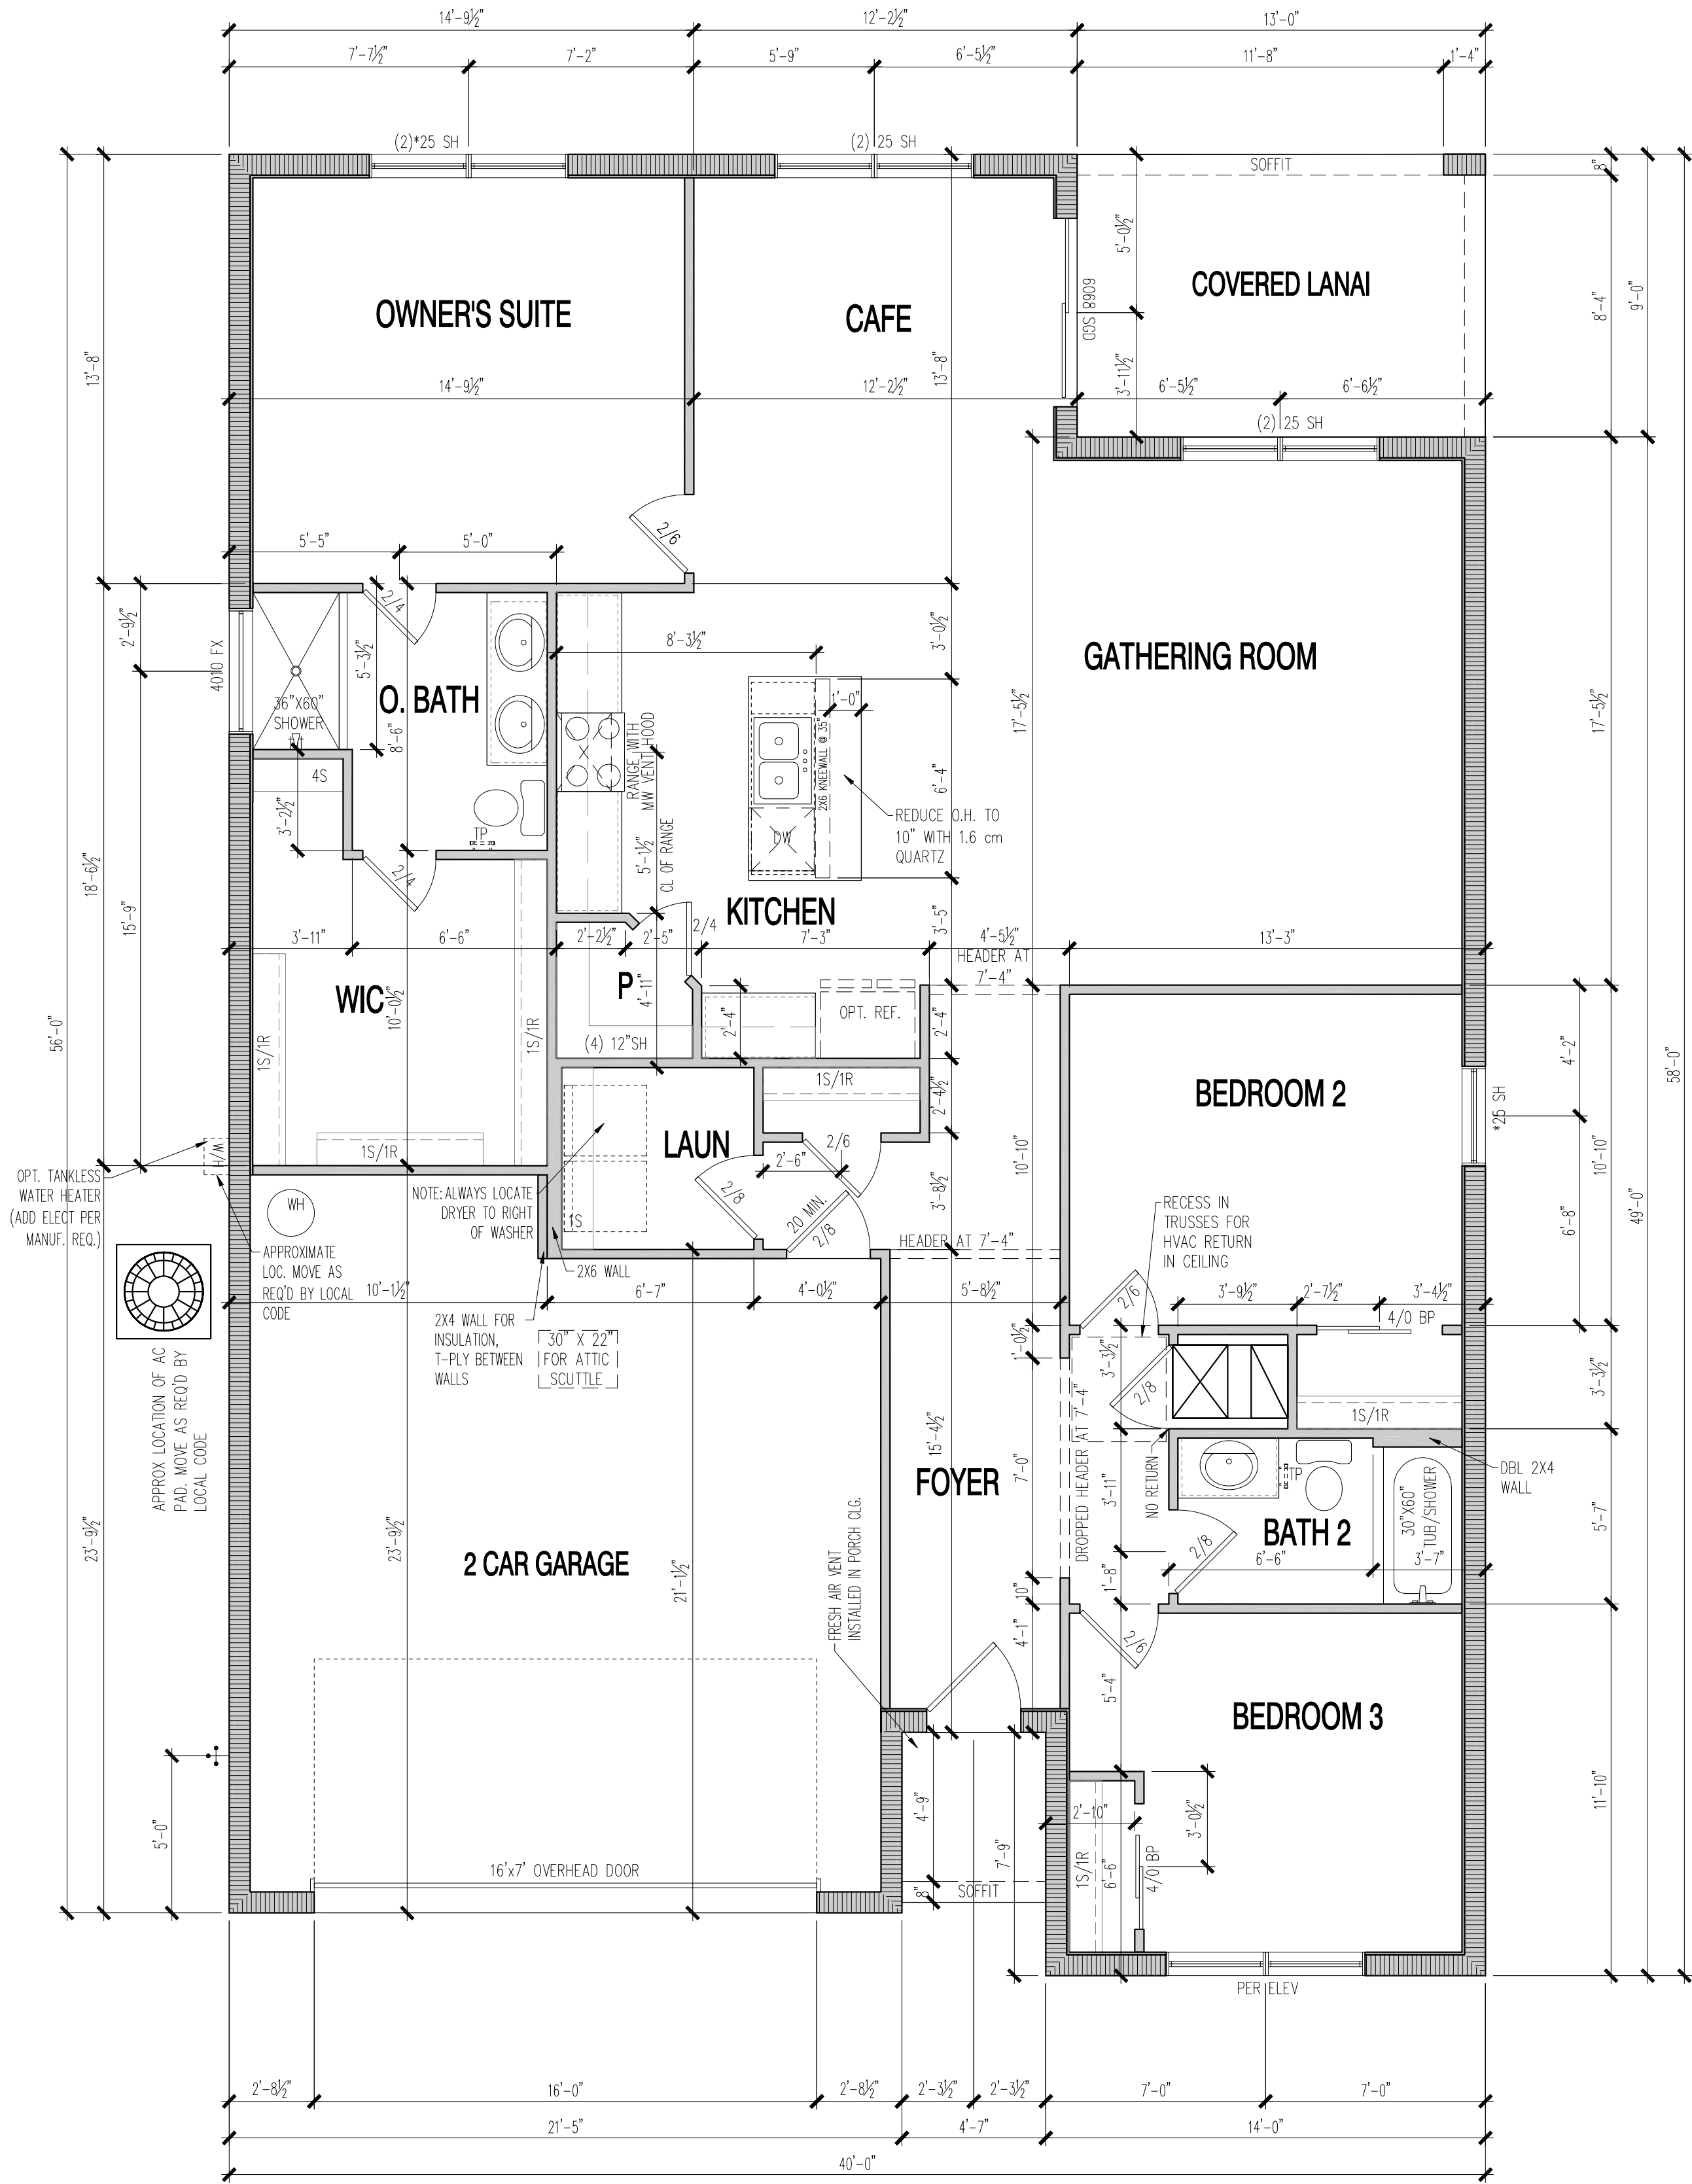 14'-9½"
12'-2½"
13'-0"
7'-7½"
7'-2"
5'-9"
6'-5½"
11'-8"
1'-4"
(2)*25 SH
(2) 25 SH
SOFFIT
8"
5'-0½"
OWNER'S SUITE
CAFE
COVERED LANAI
6068 SGD
8'-4"
9'-0"
13'-8"
13'-8"
3'-11½"
14'-9½"
12'-2½"
6'-5½"
6'-6½"
(2) 25 SH
2/6
5'-5"
5'-0"
2/4
2'-9½"
4010 FX
5'-3½"
8'-3½"
3'-0½"
GATHERING ROOM
36"X60"
SHOWER
O. BATH
8'-6"
1'-0"
RANGE WITH
MW VENT HOOD
2X6 KNEEWALL @ 35"
17'-5½"
17'-5½"
6'-4"
4S
3'-2½"
TP
DW
REDUCE O.H. TO
10" WITH 1.6 cm
QUARTZ
5'-1½"
CL OF RANGE
18'-6½"
15'-9"
2/4
KITCHEN
2/4
3'-5"
3'-11"
6'-6"
2'-2½"
2'-5"
7'-3"
4'-5½"
13'-3"
HEADER AT
7'-4"
WIC
10'-0½"
P
4'-11"
2'-4"
OPT. REF.
2'-4"
(4) 12"SH
1S/1R
1S/1R
56'-0"
4'-2"
58'-0"
1S/1R
BEDROOM 2
*25 SH
2'-4½"
LAUN
2/6
2'-6"
1S/1R
W/H
OPT. TANKLESS
WATER HEATER
(ADD ELECT PER
MANUF. REQ.)
NOTE: ALWAYS LOCATE
DRYER TO RIGHT
OF WASHER
1S
2/8
20 MIN.
2/8
3'-8½"
10'-10"
10'-10"
6'-8"
49'-0"
WH
RECESS IN
TRUSSES FOR
HVAC RETURN
IN CEILING
APPROXIMATE
LOC. MOVE AS
REQ'D BY LOCAL
CODE
2X6 WALL
HEADER AT 7'-4"
10'-1½"
6'-7"
4'-0½"
5'-8½"
2/6
3'-9½"
2'-7½"
3'-4½"
4/0 BP
2X4 WALL FOR
INSULATION,
T-PLY BETWEEN
WALLS
30" X 22"
FOR ATTIC
SCUTTLE
1'-0½"
3'-3½"
2/8
3'-3½"
1S/1R
APPROX LOCATION OF AC
PAD. MOVE AS REQ'D BY
LOCAL CODE
15'-4½"
FOYER
7'-0"
DROPPED HEADER AT 7'-4"
3'-11"
NO RETURN
TP
30"X60"
TUB/SHOWER
DBL 2X4
WALL
BATH 2
2/8
6'-6"
3'-7"
5'-7"
23'-9½"
23'-9½"
2 CAR GARAGE
21'-1½"
FRESH AIR VENT
INSTALLED IN PORCH CLG.
10"
1'-8"
4'-1"
2/6
5'-4"
BEDROOM 3
5'-0"
4'-9"
7'-9"
2'-10"
3'-0½"
11'-10"
1S/1R
6'-6"
4/0 BP
16'x7' OVERHEAD DOOR
8"
SOFFIT
PER ELEV
2'-8½"
16'-0"
2'-8½"
2'-3½"
2'-3½"
7'-0"
7'-0"
21'-5"
4'-7"
14'-0"
40'-0"